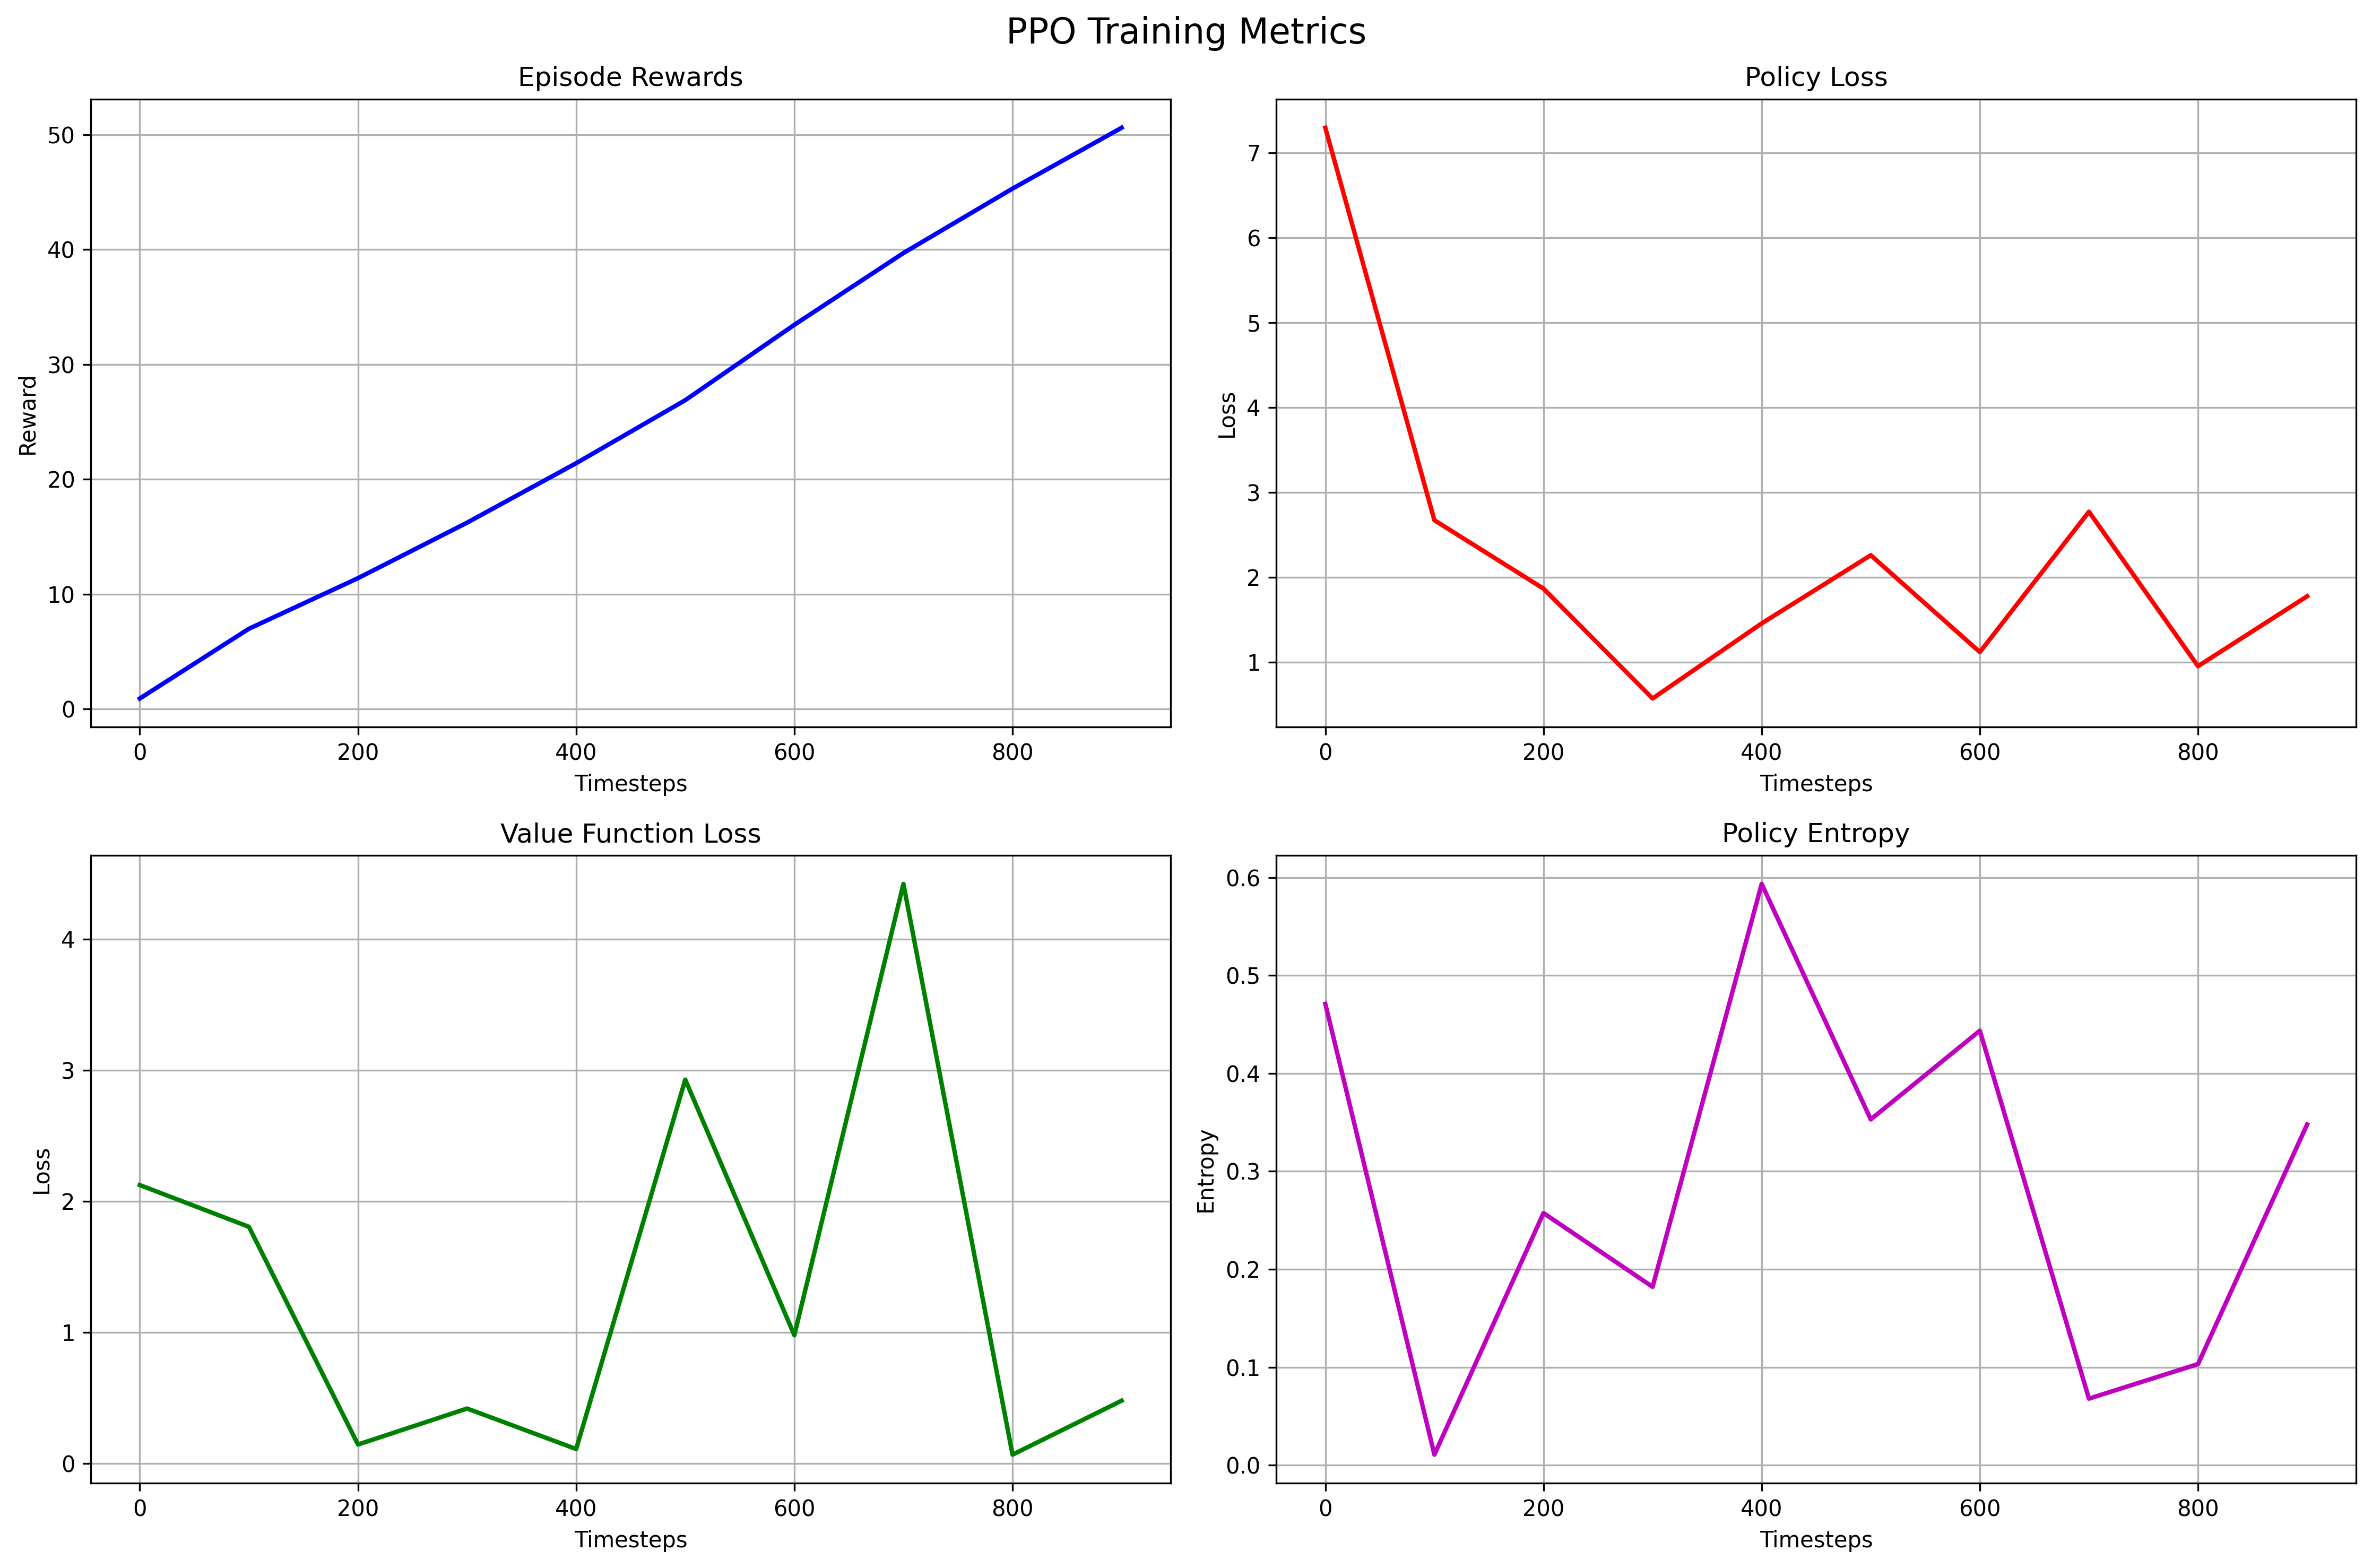 PPO Training Metrics
Episode Rewards
50
40
30
20
10
0
Reward
0 200 400 600 800
Timesteps
Policy Loss
7
6
5
4
3
2
1
Loss
0 200 400 600 800
Timesteps
Value Function Loss
4
3
2
1
0
Loss
0 200 400 600 800
Timesteps
Policy Entropy
0.6
0.5
0.4
0.3
0.2
0.1
0.0
Entropy
0 200 400 600 800
Timesteps